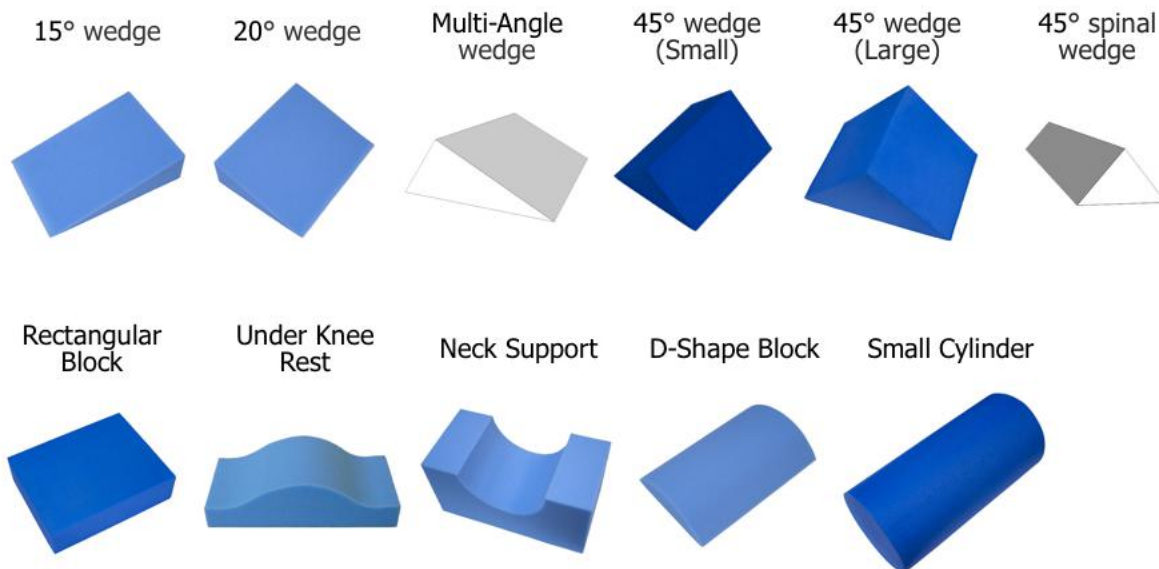 15° wedge
20° wedge
Multi-Angle
wedge
45° wedge
(Small)
45° wedge
(Large)
45° spinal
wedge
Rectangular
Block
Under Knee
Rest
Neck Support
D-Shape Block
Small Cylinder